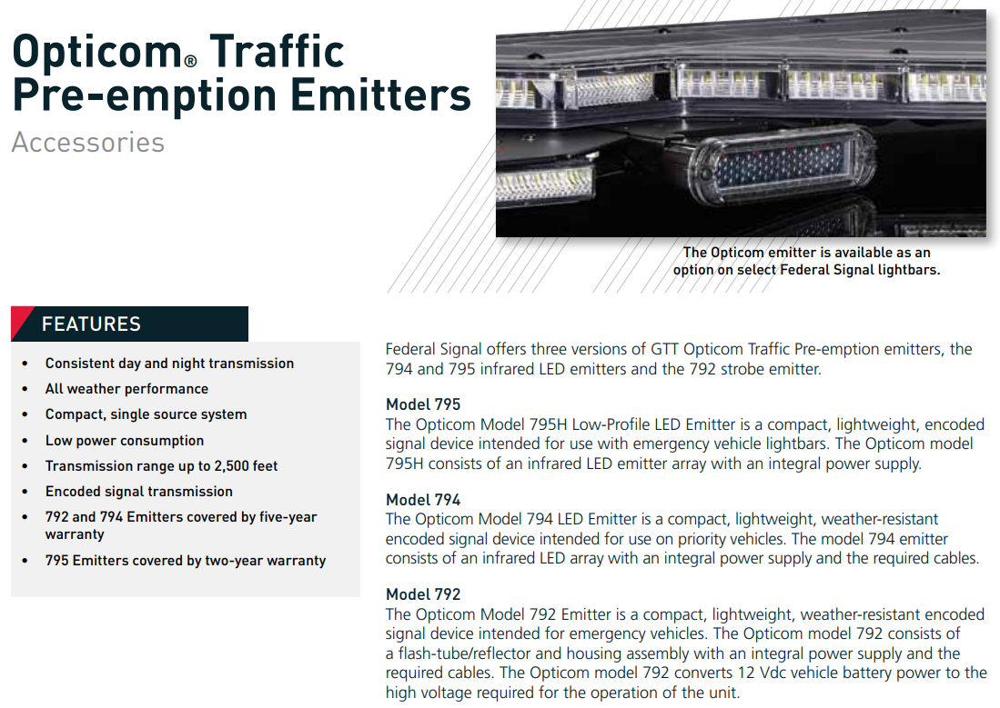 Opticom® Traffic
Pre-emption Emitters
Accessories
The Opticom emitter is available as an
option on select Federal Signal lightbars.
FEATURES
• Consistent day and night transmission
• All weather performance
• Compact, single source system
• Low power consumption
• Transmission range up to 2,500 feet
• Encoded signal transmission
• 792 and 794 Emitters covered by five-year
warranty
• 795 Emitters covered by two-year warranty
Federal Signal offers three versions of GTT Opticom Traffic Pre-emption emitters, the
794 and 795 infrared LED emitters and the 792 strobe emitter.
Model 795
The Opticom Model 795H Low-Profile LED Emitter is a compact, lightweight, encoded
signal device intended for use with emergency vehicle lightbars. The Opticom model
795H consists of an infrared LED emitter array with an integral power supply.
Model 794
The Opticom Model 794 LED Emitter is a compact, lightweight, weather-resistant
encoded signal device intended for use on priority vehicles. The model 794 emitter
consists of an infrared LED array with an integral power supply and the required cables.
Model 792
The Opticom Model 792 Emitter is a compact, lightweight, weather-resistant encoded
signal device intended for emergency vehicles. The Opticom model 792 consists of
a flash-tube/reflector and housing assembly with an integral power supply and the
required cables. The Opticom model 792 converts 12 Vdc vehicle battery power to the
high voltage required for the operation of the unit.